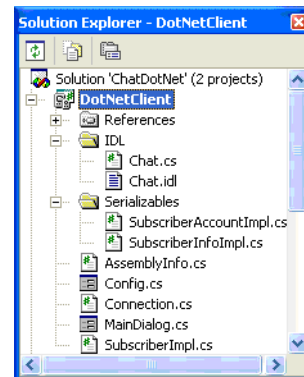 Solution Explorer - DotNetClient
Solution 'ChatDotNet' (2 projects)
DotNetClient
References
IDL
Chat.cs
Chat.idl
Serializables
SubscriberAccountImpl.cs
SubscriberInfoImpl.cs
AssemblyInfo.cs
Config.cs
Connection.cs
MainDialog.cs
SubscriberImpl.cs